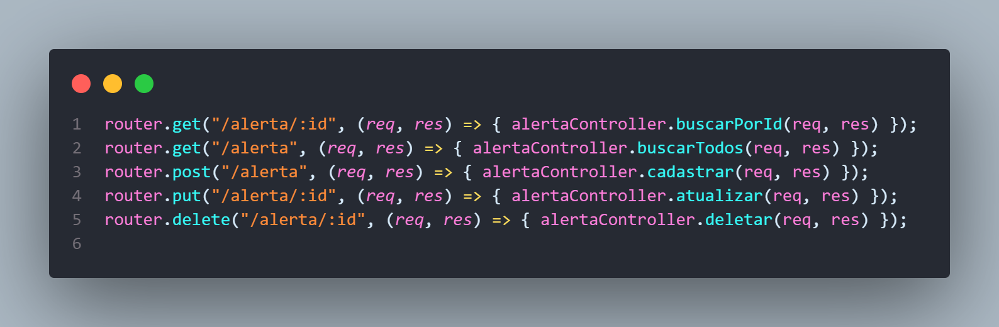 1 router.get("/alerta/:id", (req, res) => { alertaController.buscarPorId(req, res) });
2 router.get("/alerta", (req, res) => { alertaController.buscarTodos(req, res) });
3 router.post("/alerta", (req, res) => { alertaController.cadastrar(req, res) });
4 router.put("/alerta/:id", (req, res) => { alertaController.atualizar(req, res) });
5 router.delete("/alerta/:id", (req, res) => { alertaController.deletar(req, res) });
6